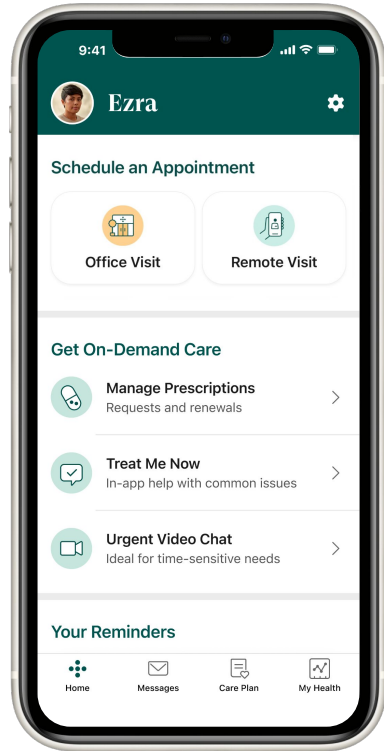 9:41
Ezra
Schedule an Appointment
Office Visit
Remote Visit
Get On-Demand Care
Manage Prescriptions
Requests and renewals
Treat Me Now
In-app help with common issues
Urgent Video Chat
Ideal for time-sensitive needs
Your Reminders
Home
Messages
Care Plan
My Health